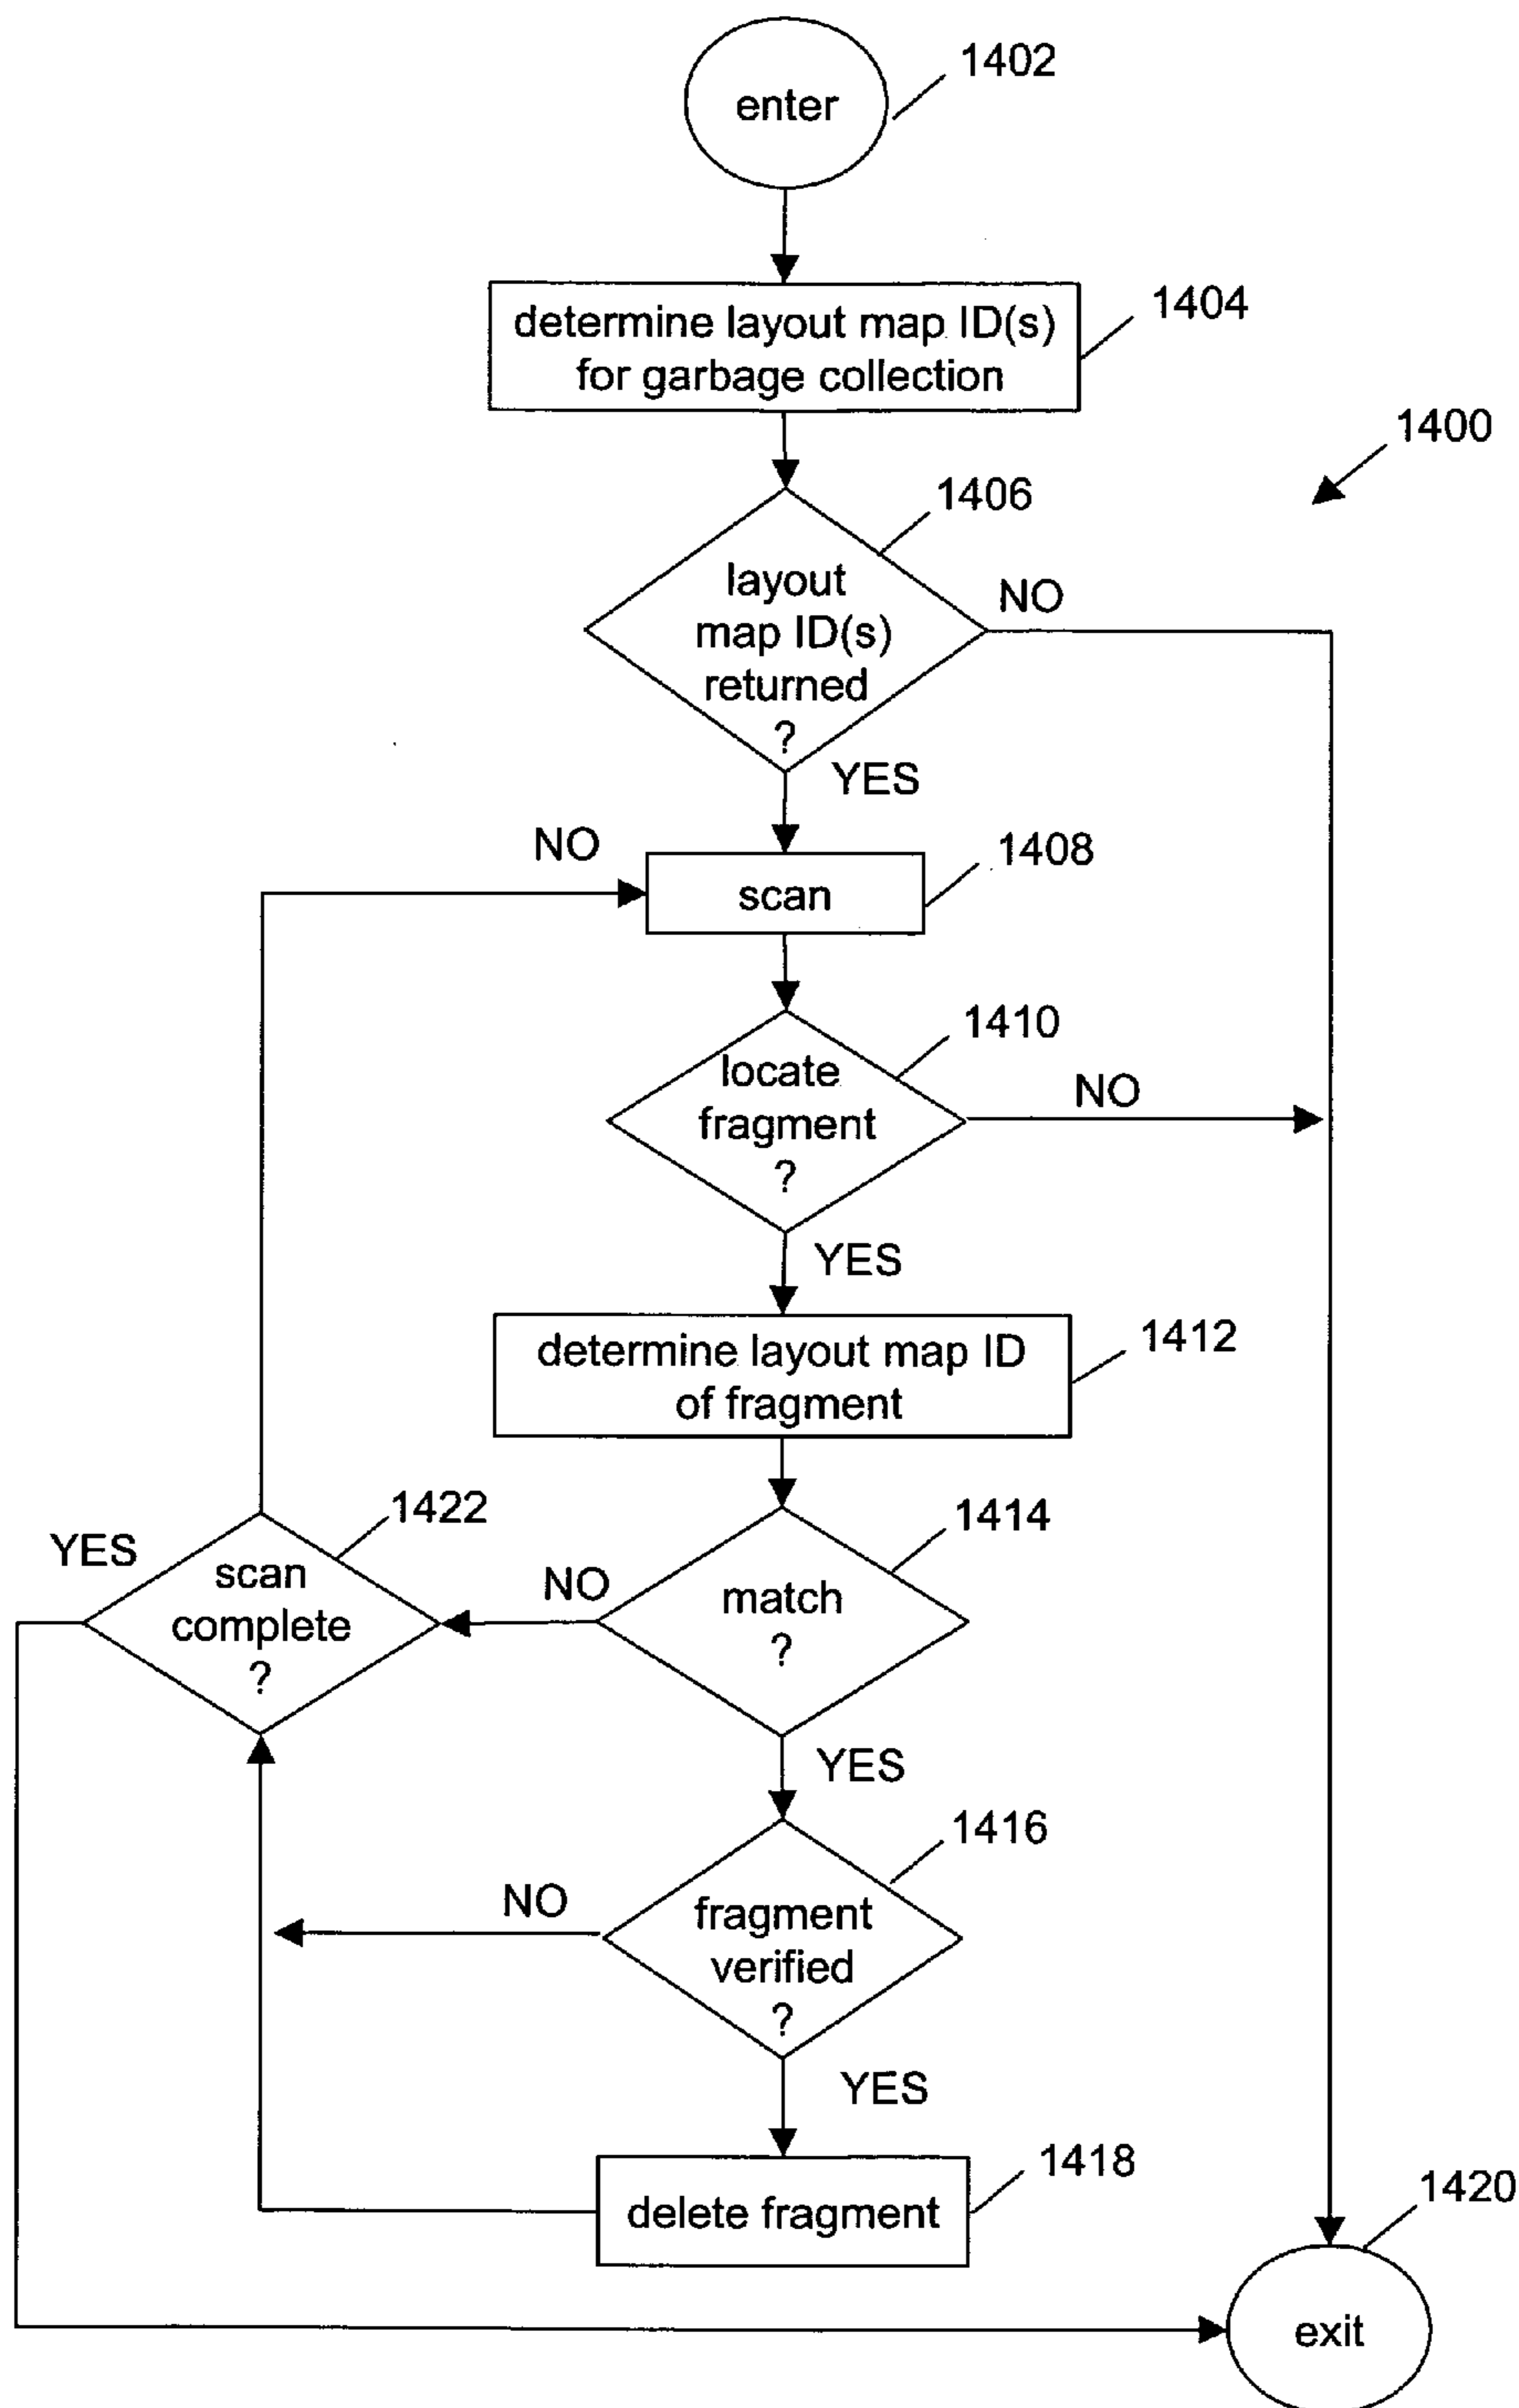 1402
enter
1404
determine layout map ID(s)
for garbage collection
1400
1406
layout
map ID(s)
returned
?
NO
YES
NO
1408
scan
1410
locate
fragment
?
NO
YES
1412
determine layout map ID
of fragment
1422
YES
scan
complete
?
NO
1414
match
?
YES
1416
NO
fragment
verified
?
YES
1418
delete fragment
1420
exit